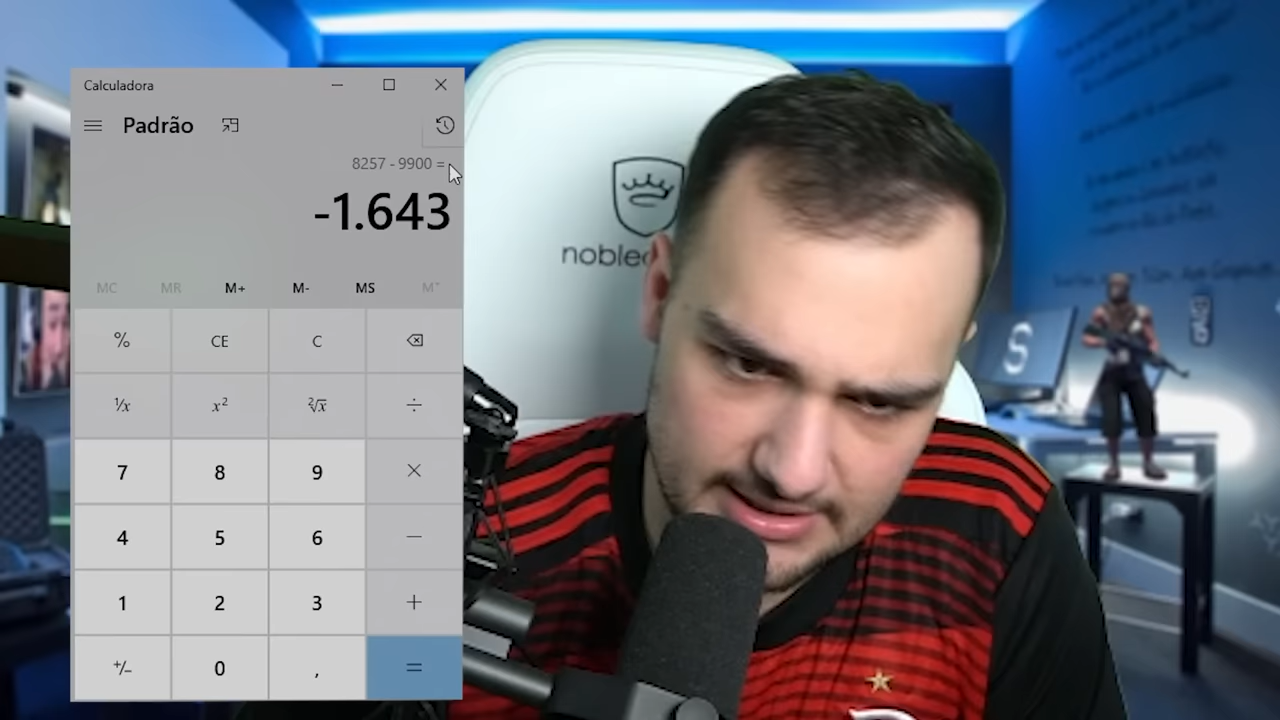 Calculadora
Padrão
8257 - 9900 =
-1.643
MC MR M+ M- MS M˅
% CE C
¹/x x² ²√x ÷
7 8 9 ×
4 5 6 −
1 2 3 +
+/− 0 , =
noblec
S